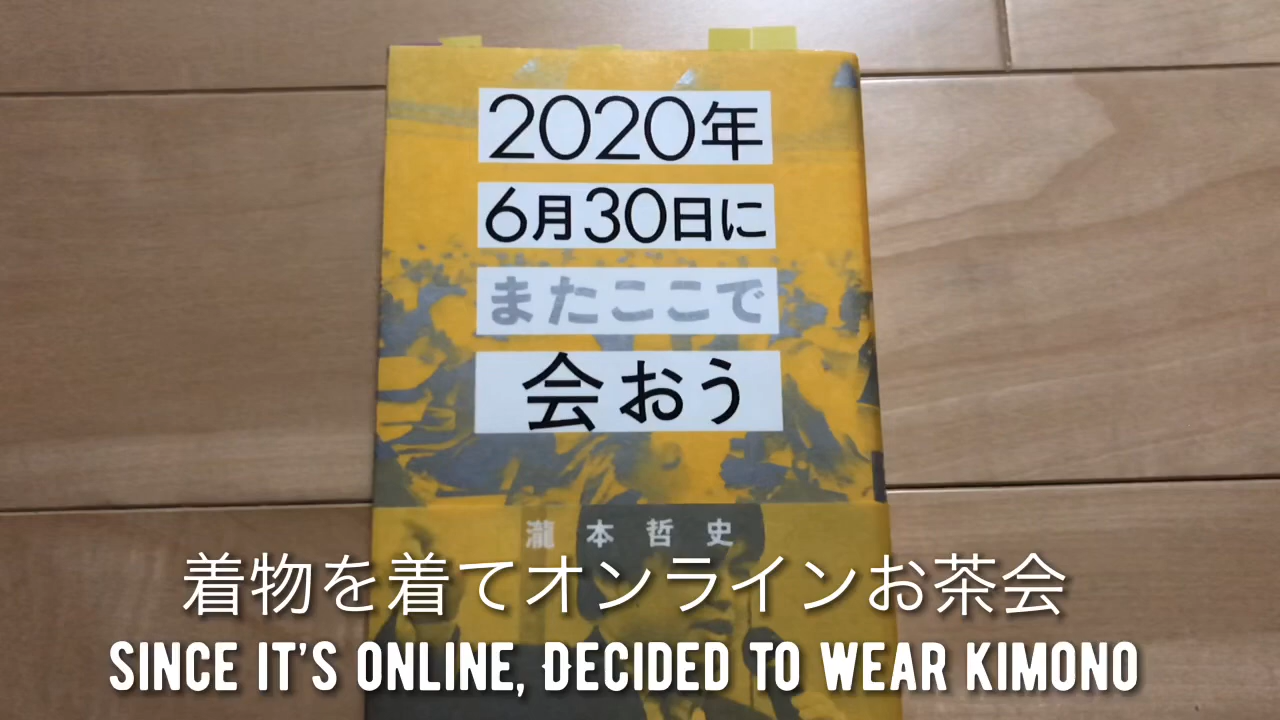 2020年
6月30日に
またここで
会おう
瀧本哲史
着物を着てオンラインお茶会
SINCE IT'S ONLINE, DECIDED TO WEAR KIMONO